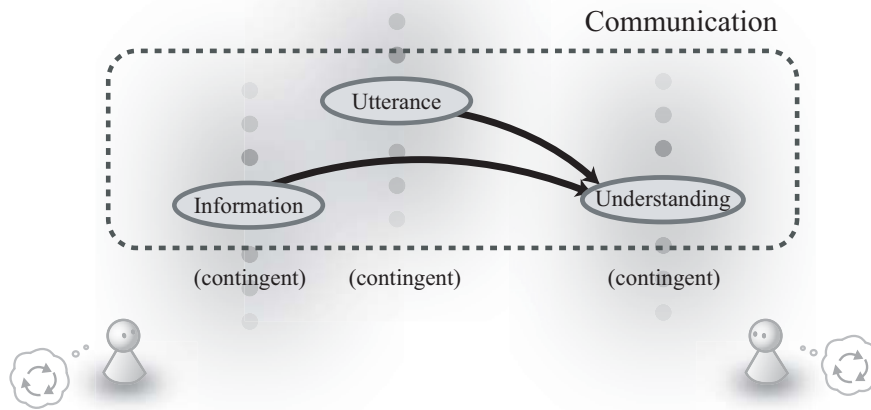 Communication
Utterance
Information
Understanding
(contingent)
(contingent)
(contingent)